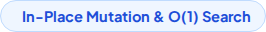 In-Place Mutation & O(1) Search